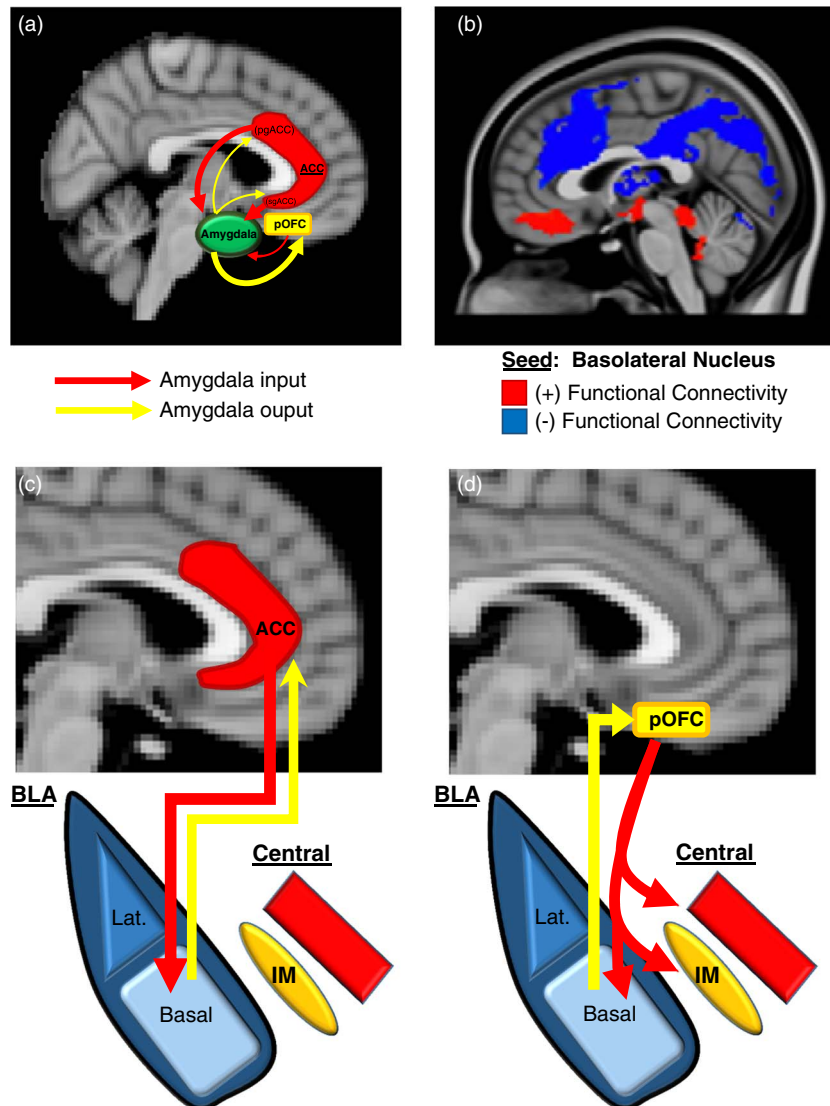 (a)
(pgACC)
ACC
(sgACC)
Amygdala
pOFC
(b)
Amygdala input
Amygdala ouput
Seed: Basolateral Nucleus
(+) Functional Connectivity
(-) Functional Connectivity
(c)
ACC
BLA
Central
Lat.
IM
Basal
(d)
pOFC
BLA
Central
Lat.
IM
Basal